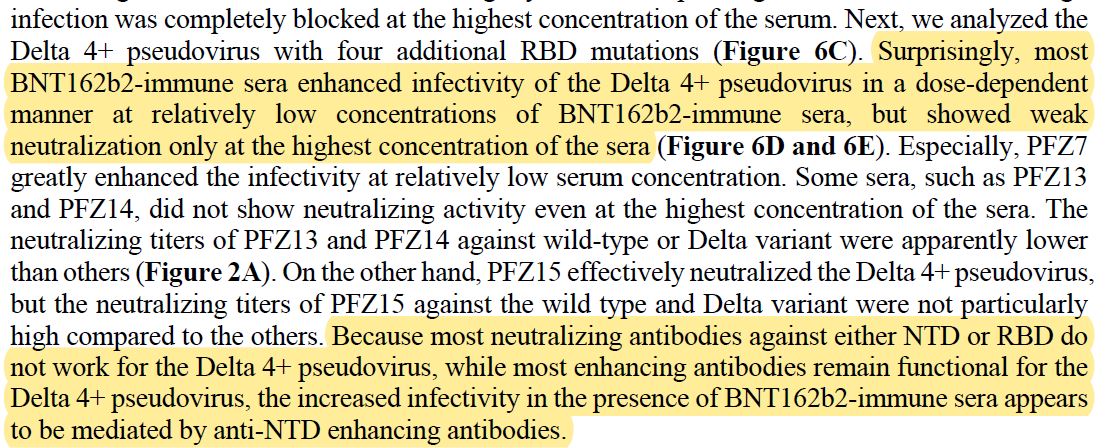 infection was completely blocked at the highest concentration of the serum. Next, we analyzed the
Delta 4+ pseudovirus with four additional RBD mutations (Figure 6C). Surprisingly, most
BNT162b2-immune sera enhanced infectivity of the Delta 4+ pseudovirus in a dose-dependent
manner at relatively low concentrations of BNT162b2-immune sera, but showed weak
neutralization only at the highest concentration of the sera (Figure 6D and 6E). Especially, PFZ7
greatly enhanced the infectivity at relatively low serum concentration. Some sera, such as PFZ13
and PFZ14, did not show neutralizing activity even at the highest concentration of the sera. The
neutralizing titers of PFZ13 and PFZ14 against wild-type or Delta variant were apparently lower
than others (Figure 2A). On the other hand, PFZ15 effectively neutralized the Delta 4+ pseudovirus,
but the neutralizing titers of PFZ15 against the wild type and Delta variant were not particularly
high compared to the others. Because most neutralizing antibodies against either NTD or RBD do
not work for the Delta 4+ pseudovirus, while most enhancing antibodies remain functional for the
Delta 4+ pseudovirus, the increased infectivity in the presence of BNT162b2-immune sera appears
to be mediated by anti-NTD enhancing antibodies.